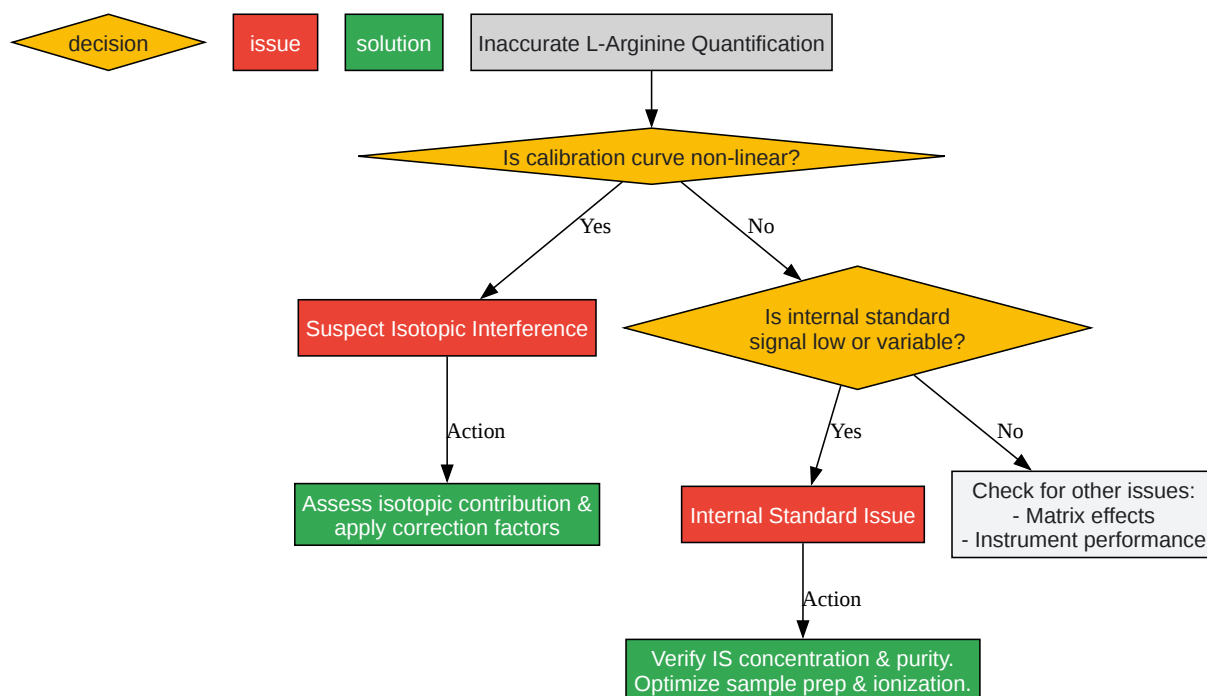 decision
issue
solution
Inaccurate L-Arginine Quantification
Is calibration curve non-linear?
Yes
No
Suspect Isotopic Interference
Is internal standard
signal low or variable?
Action
Yes
No
Assess isotopic contribution &
apply correction factors
Internal Standard Issue
Check for other issues:
- Matrix effects
- Instrument performance
Action
Verify IS concentration & purity.
Optimize sample prep & ionization.